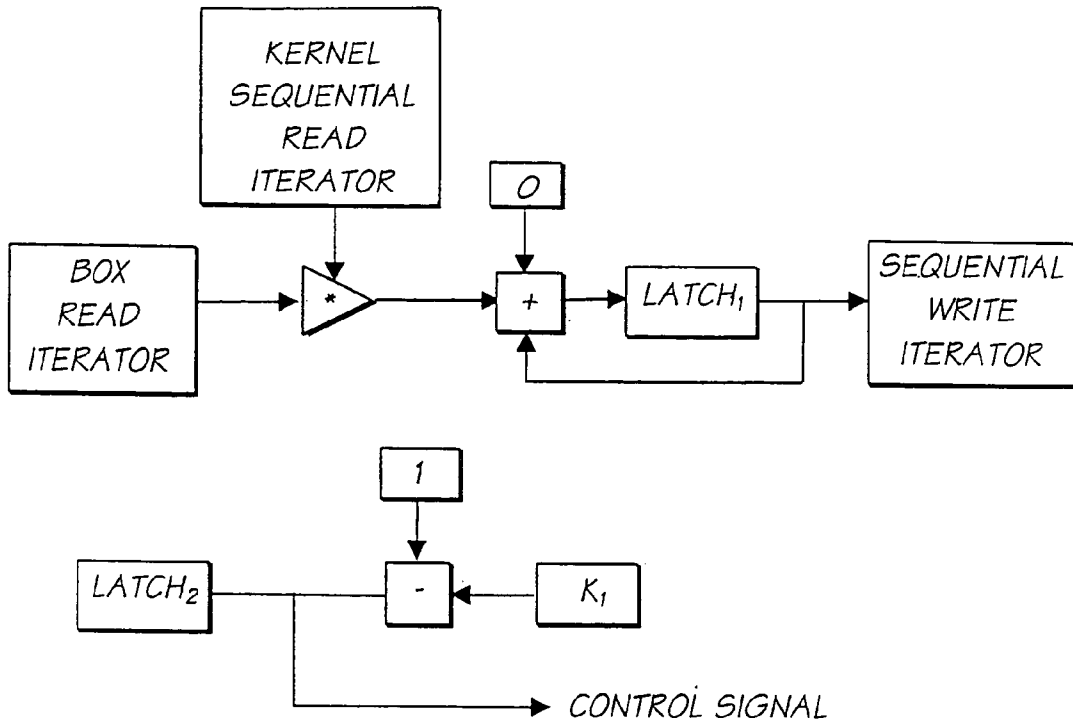 KERNEL
SEQUENTIAL
READ
ITERATOR
0
BOX
READ
ITERATOR
*
+
LATCH₁
SEQUENTIAL
WRITE
ITERATOR
1
LATCH₂
-
K₁
CONTROL SIGNAL